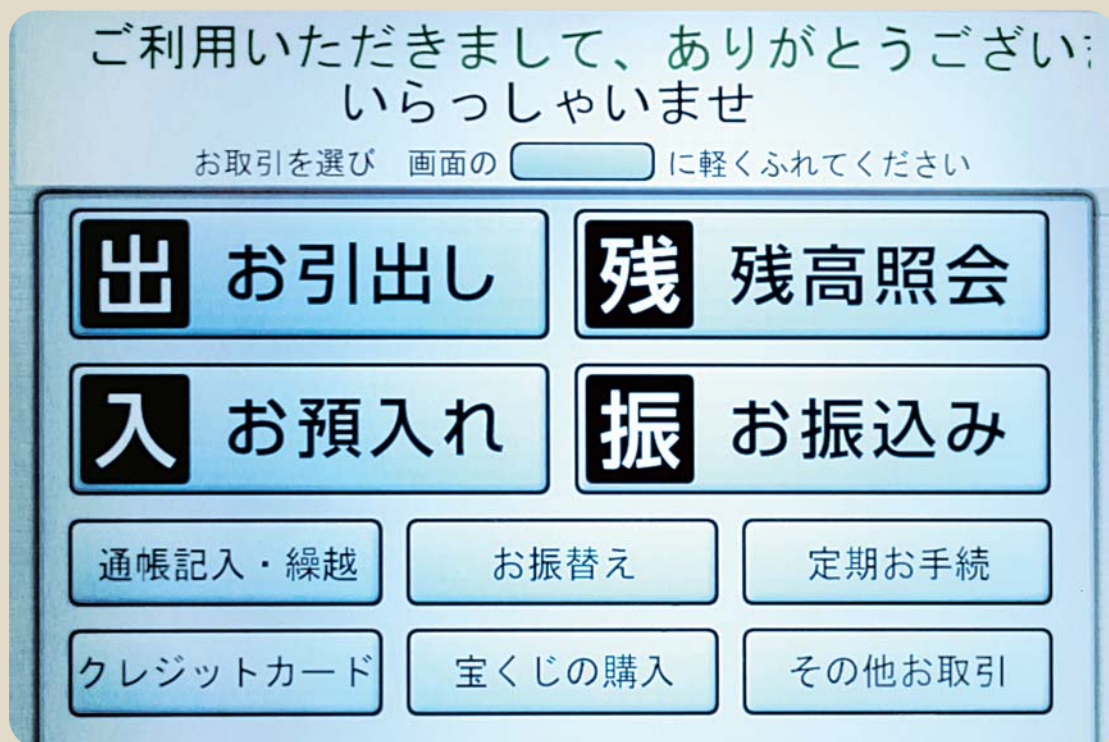 ご利用いただきまして、ありがとうござい
いらっしゃいませ
お取引を選び 画面の に軽くふれてください
出 お引出し
残 残高照会
入 お預入れ
振 お振込み
通帳記入・繰越
お振替え
定期お手続
クレジットカード
宝くじの購入
その他お取引